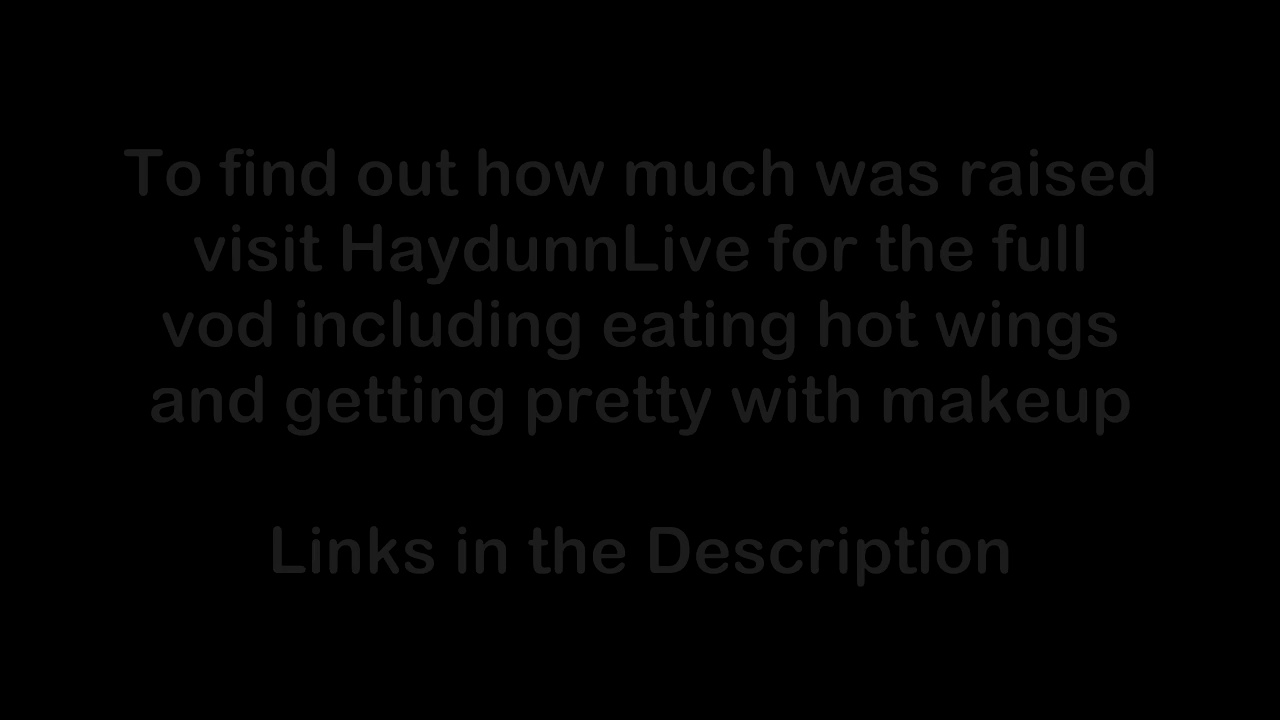 To find out how much was raised
visit HaydunnLive for the full
vod including eating hot wings
and getting pretty with makeup
Links in the Description